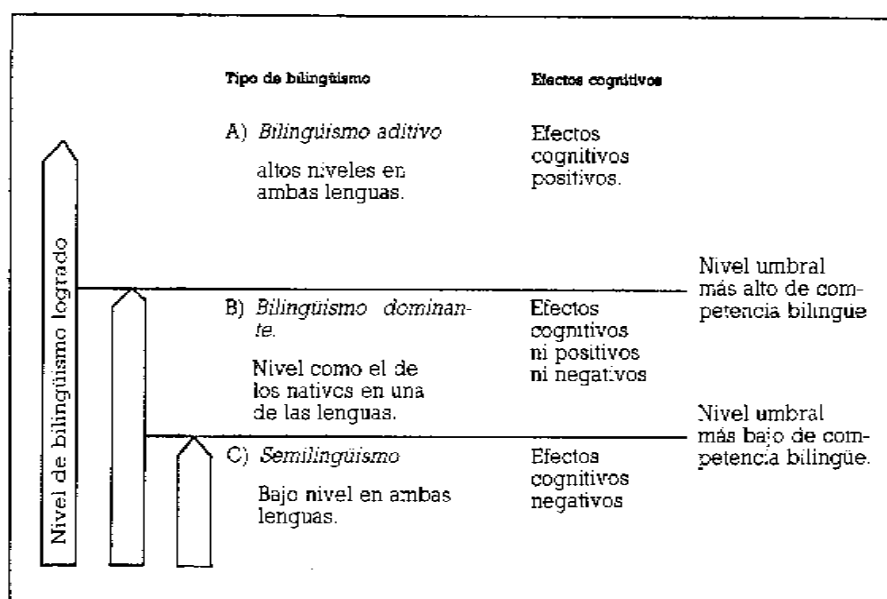 Tipo de bilingüismo
Efectos cognitivos
A) Bilingüismo aditivo
altos niveles en
ambas lenguas.
Efectos
cognitivos
positivos.
Nivel umbral
más alto de com-
petencia bilingüe
B) Bilingüismo dominan-
te.
Nivel como el de
los nativos en una
de las lenguas.
Efectos
cognitivos
ni positivos
ni negativos
Nivel umbral
más bajo de com-
petencia bilingüe.
C) Semilingüismo
Bajo nivel en ambas
lenguas.
Efectos
cognitivos
negativos
Nivel de bilingüismo logrado